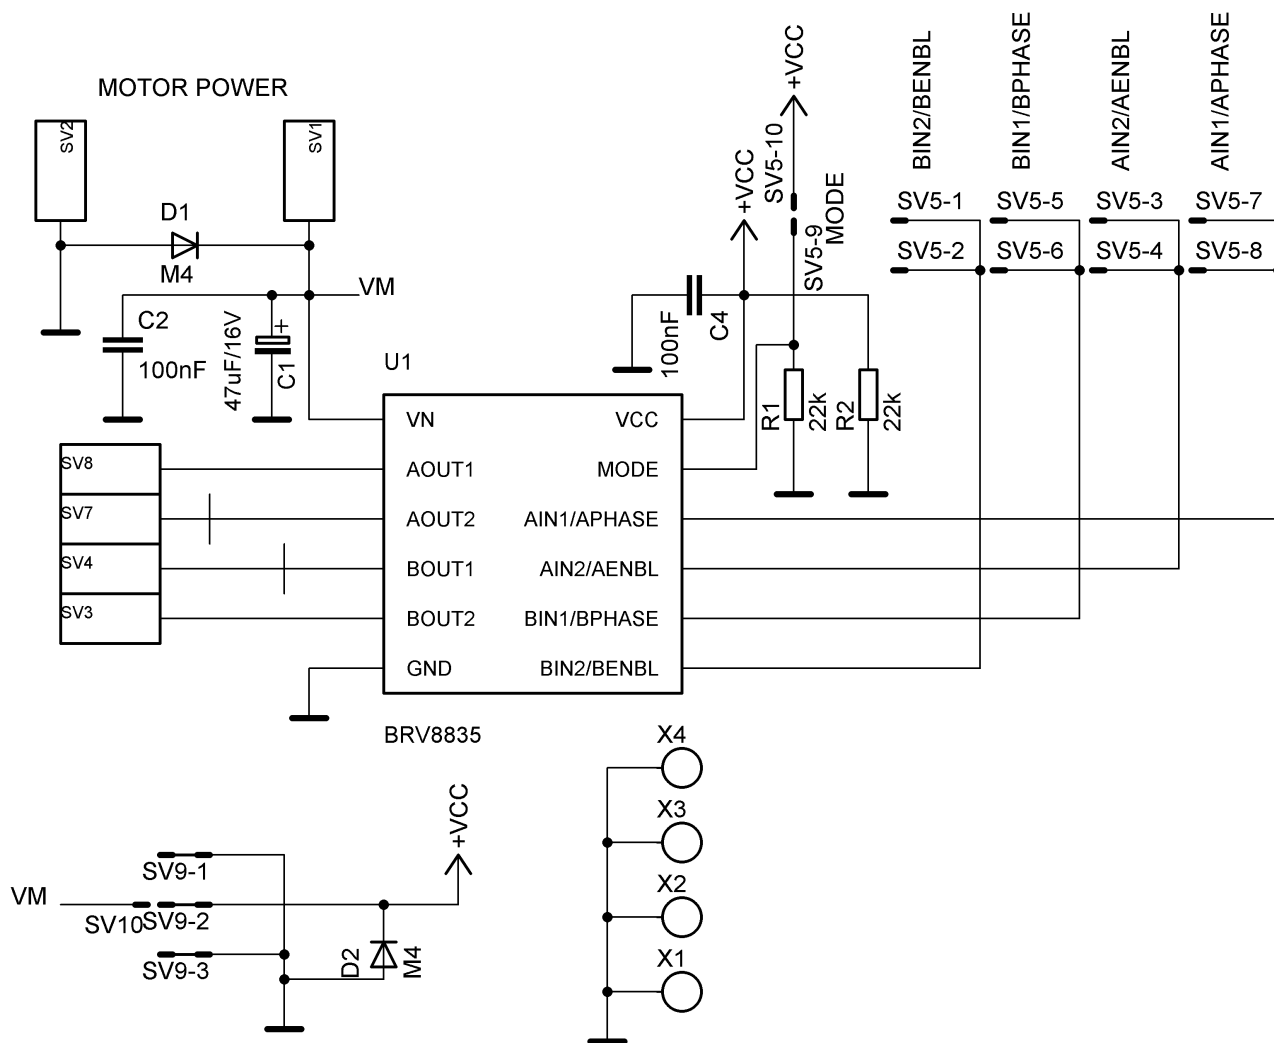 MOTOR POWER
SV2
SV1
D1
M4
VM
C2
100nF
47uF/16V
+
C1
+VCC
SV5-10
MODE
SV5-9
+VCC
100nF
C4
R1
22k
R2
22k
BIN2/BENBL
BIN1/BPHASE
AIN2/AENBL
AIN1/APHASE
SV5-1
SV5-5
SV5-3
SV5-7
SV5-2
SV5-6
SV5-4
SV5-8
U1
VN
VCC
AOUT1
MODE
AOUT2
AIN1/APHASE
BOUT1
AIN2/AENBL
BOUT2
BIN1/BPHASE
GND
BIN2/BENBL
BRV8835
SV8
SV7
SV4
SV3
+VCC
SV9-1
VM
SV10
SV9-2
SV9-3
D2
M4
X4
X3
X2
X1